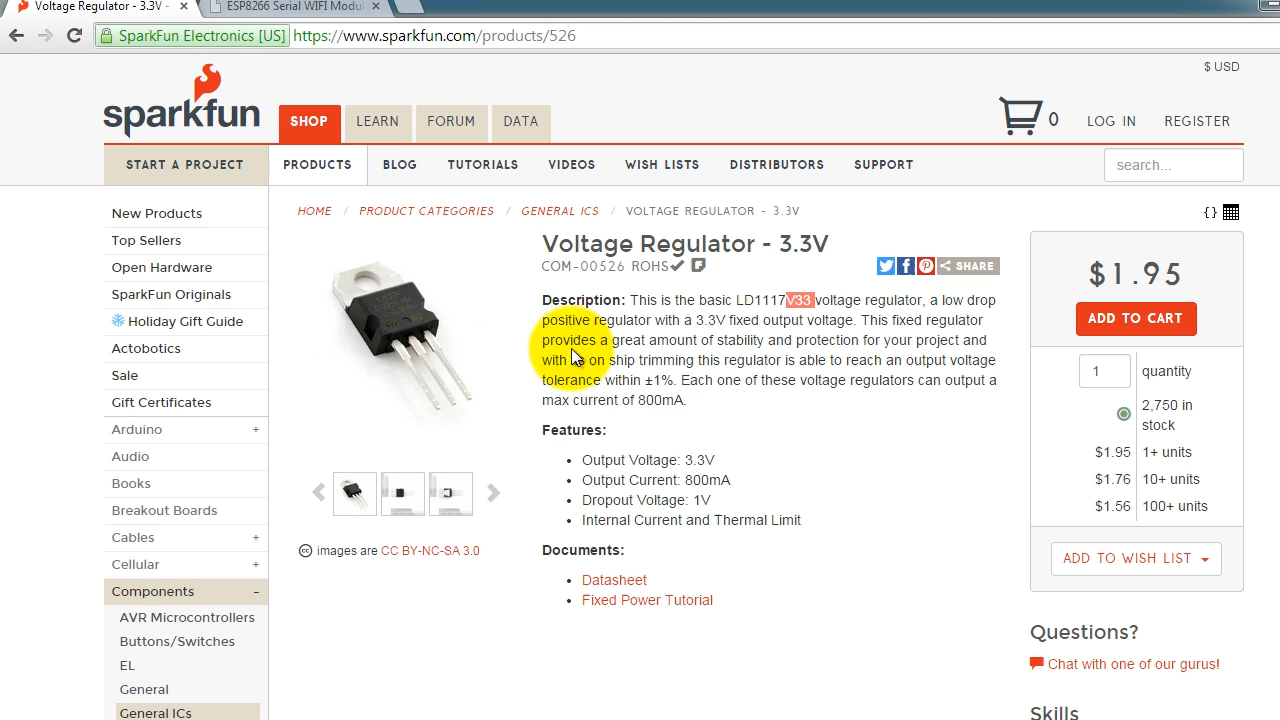 Voltage Regulator - 3.3V -
ESP8266 Serial WIFI Modul
SparkFun Electronics [US]
https://www.sparkfun.com/products/526
$ USD
sparkfun
SHOP
LEARN
FORUM
DATA
0
LOG IN
REGISTER
START A PROJECT
PRODUCTS
BLOG
TUTORIALS
VIDEOS
WISH LISTS
DISTRIBUTORS
SUPPORT
search...
New Products
Top Sellers
Open Hardware
SparkFun Originals
Holiday Gift Guide
Actobotics
Sale
Gift Certificates
Arduino +
Audio
Books
Breakout Boards
Cables +
Cellular +
Components –
AVR Microcontrollers
Buttons/Switches
EL
General
General ICs
HOME / PRODUCT CATEGORIES / GENERAL ICS / VOLTAGE REGULATOR - 3.3V
{ }
Voltage Regulator - 3.3V
COM-00526 ROHS✔
SHARE
Description: This is the basic LD1117V33 voltage regulator, a low drop
positive regulator with a 3.3V fixed output voltage. This fixed regulator
provides a great amount of stability and protection for your project and
with on ship trimming this regulator is able to reach an output voltage
tolerance within ±1%. Each one of these voltage regulators can output a
max current of 800mA.
Features:
• Output Voltage: 3.3V
• Output Current: 800mA
• Dropout Voltage: 1V
• Internal Current and Thermal Limit
Documents:
• Datasheet
• Fixed Power Tutorial
cc images are CC BY-NC-SA 3.0
$1.95
ADD TO CART
1 quantity
2,750 in
stock
$1.95 1+ units
$1.76 10+ units
$1.56 100+ units
ADD TO WISH LIST
Questions?
Chat with one of our gurus!
Skills